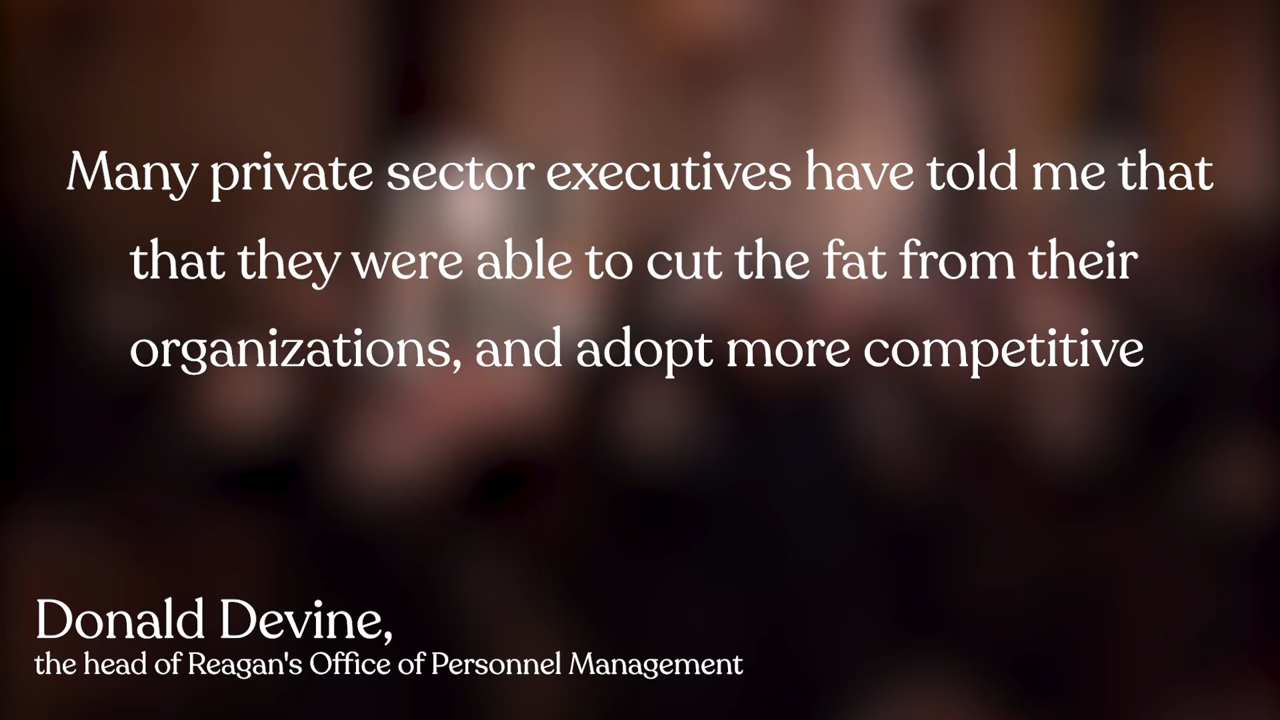 Many private sector executives have told me that
that they were able to cut the fat from their
organizations, and adopt more competitive
Donald Devine,
the head of Reagan's Office of Personnel Management